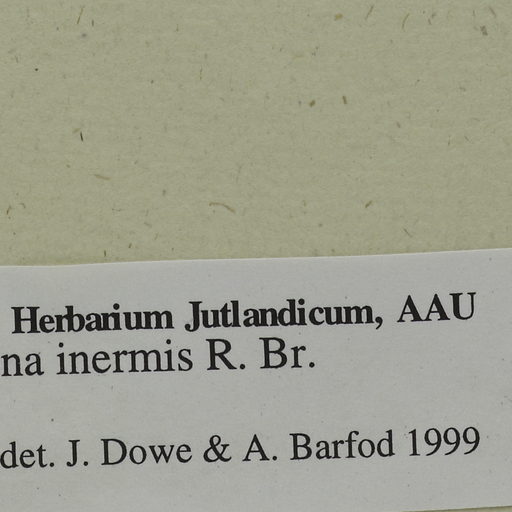 Herbarium Jutlandicum, AAU
na inermis R. Br.
det. J. Dowe & A. Barfod 1999